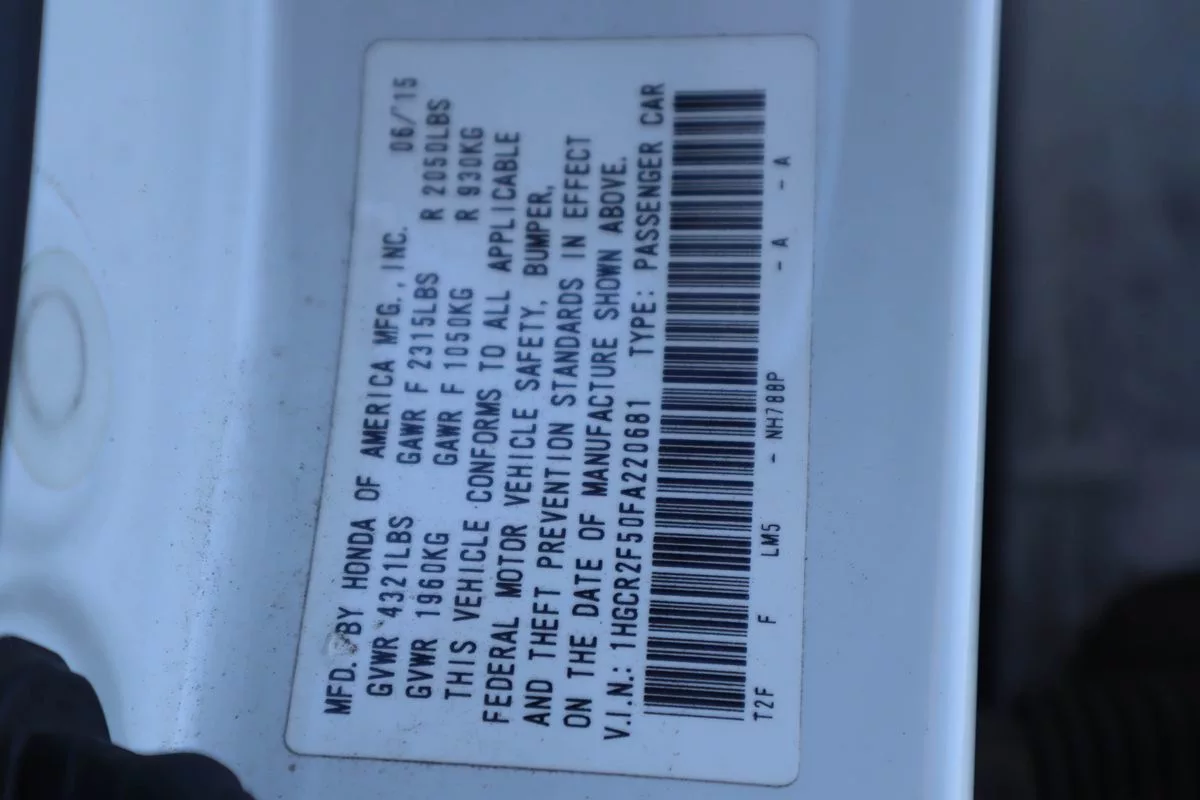 MFD. BY HONDA OF AMERICA MFG., INC. 06/'15
GVWR 4321LBS GAWR F 2315LBS R 2050LBS
GVWR 1960KG GAWR F 1050KG R 930KG
THIS VEHICLE CONFORMS TO ALL APPLICABLE
FEDERAL MOTOR VEHICLE SAFETY, BUMPER,
AND THEFT PREVENTION STANDARDS IN EFFECT
ON THE DATE OF MANUFACTURE SHOWN ABOVE.
V.I.N.: 1HGCR2F50FA220681 TYPE: PASSENGER CAR
T2F F LM5 - NH788P - A - A